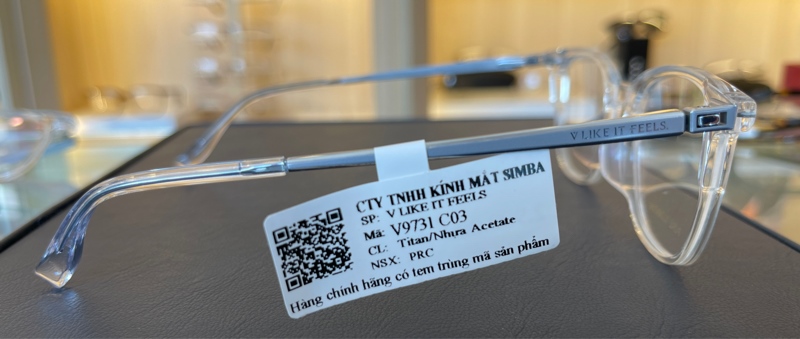 V LIKE IT FEELS.
CTY TNHH KÍNH MẮT SIMBA
SP: V LIKE IT FEELS
Mã: V9731 C03
CL: Titan/Nhựa Acetate
NSX: PRC
Hàng chính hãng có tem trùng mã sản phẩm